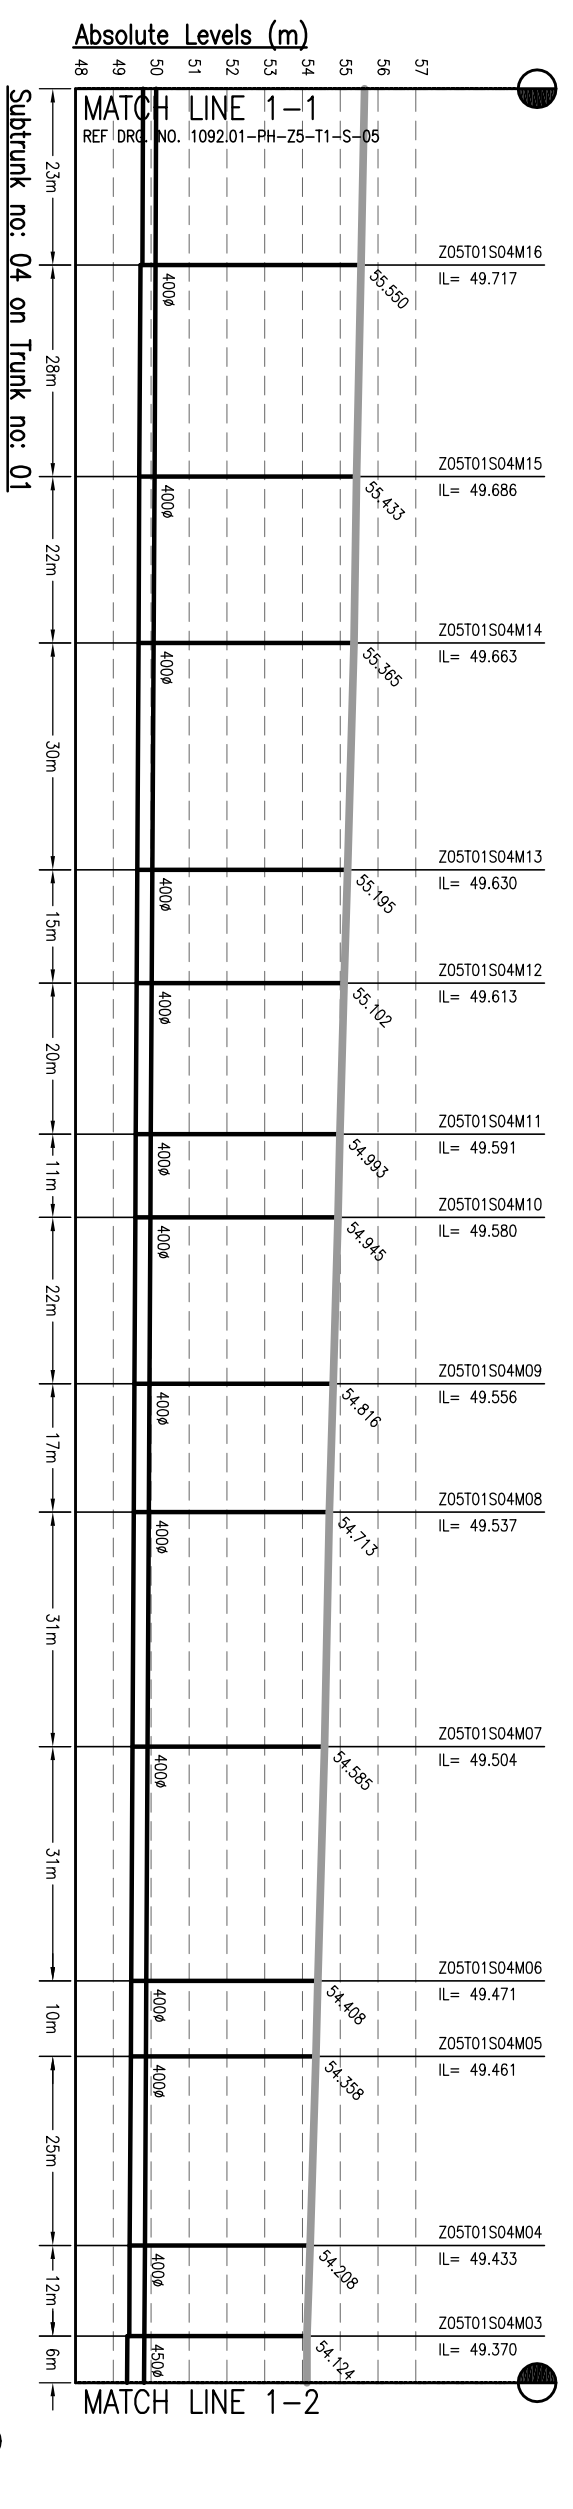 Absolute Levels (m)
48 49 50 51 52 53 54 55 56 57
Subtrunk no: 04 on Trunk no: 01
MATCH LINE 1-1
REF DRG. NO. 1092.01-PH-Z5-T1-S-05
23m
Z05T01S04M16
IL= 49.717
55.550
400ø
28m
Z05T01S04M15
IL= 49.686
55.433
400ø
22m
Z05T01S04M14
IL= 49.663
55.365
400ø
30m
Z05T01S04M13
IL= 49.630
55.195
400ø
15m
Z05T01S04M12
IL= 49.613
55.102
400ø
20m
Z05T01S04M11
IL= 49.591
54.993
400ø
11m
Z05T01S04M10
IL= 49.580
54.945
400ø
22m
Z05T01S04M09
IL= 49.556
54.816
400ø
17m
Z05T01S04M08
IL= 49.537
54.713
400ø
31m
Z05T01S04M07
IL= 49.504
54.585
400ø
31m
Z05T01S04M06
IL= 49.471
54.408
400ø
10m
Z05T01S04M05
IL= 49.461
54.358
400ø
25m
Z05T01S04M04
IL= 49.433
54.208
400ø
12m
Z05T01S04M03
IL= 49.370
54.124
450ø
6m
MATCH LINE 1-2